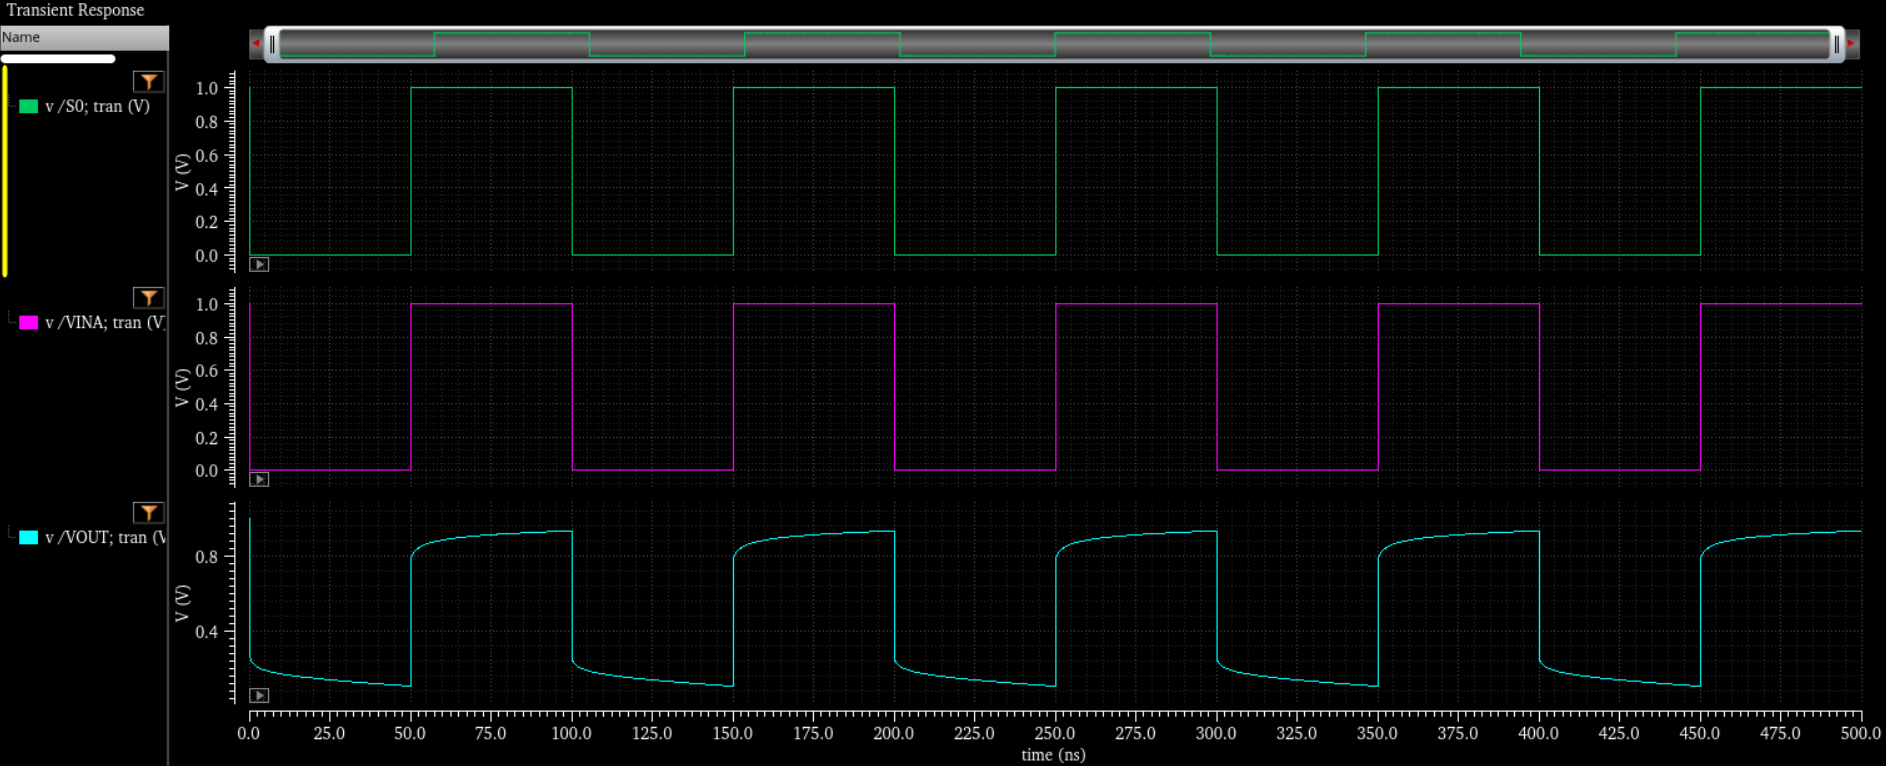 Transient Response
Name
v /S0; tran (V)
1.0
0.8
0.6
0.4
0.2
0.0
V (V)
v /VINA; tran (V
1.0
0.8
0.6
0.4
0.2
0.0
V (V)
v /VOUT; tran (V
0.8
0.4
V (V)
0.0 25.0 50.0 75.0 100.0 125.0 150.0 175.0 200.0 225.0 250.0 275.0 300.0 325.0 350.0 375.0 400.0 425.0 450.0 475.0 500.0
time (ns)